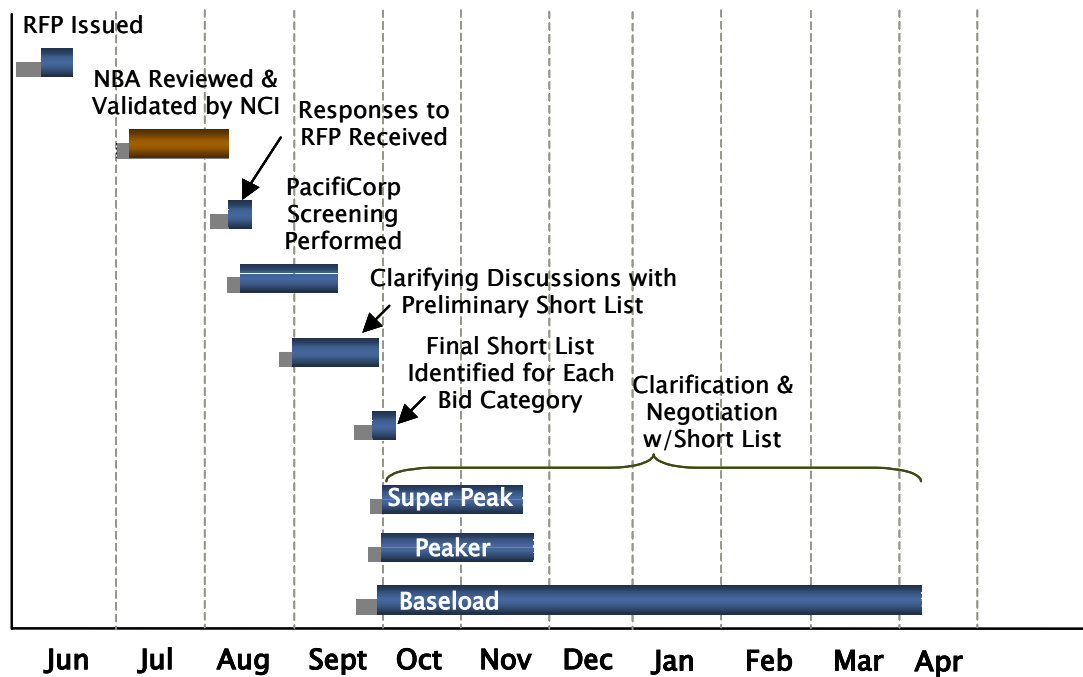 RFP Issued
NBA Reviewed &
Validated by NCI
Responses to
RFP Received
PacifiCorp
Screening
Performed
Clarifying Discussions with
Preliminary Short List
Final Short List
Identified for Each
Bid Category
Clarification &
Negotiation
w/Short List
Super Peak
Peaker
Baseload
Jun Jul Aug Sept Oct Nov Dec Jan Feb Mar Apr